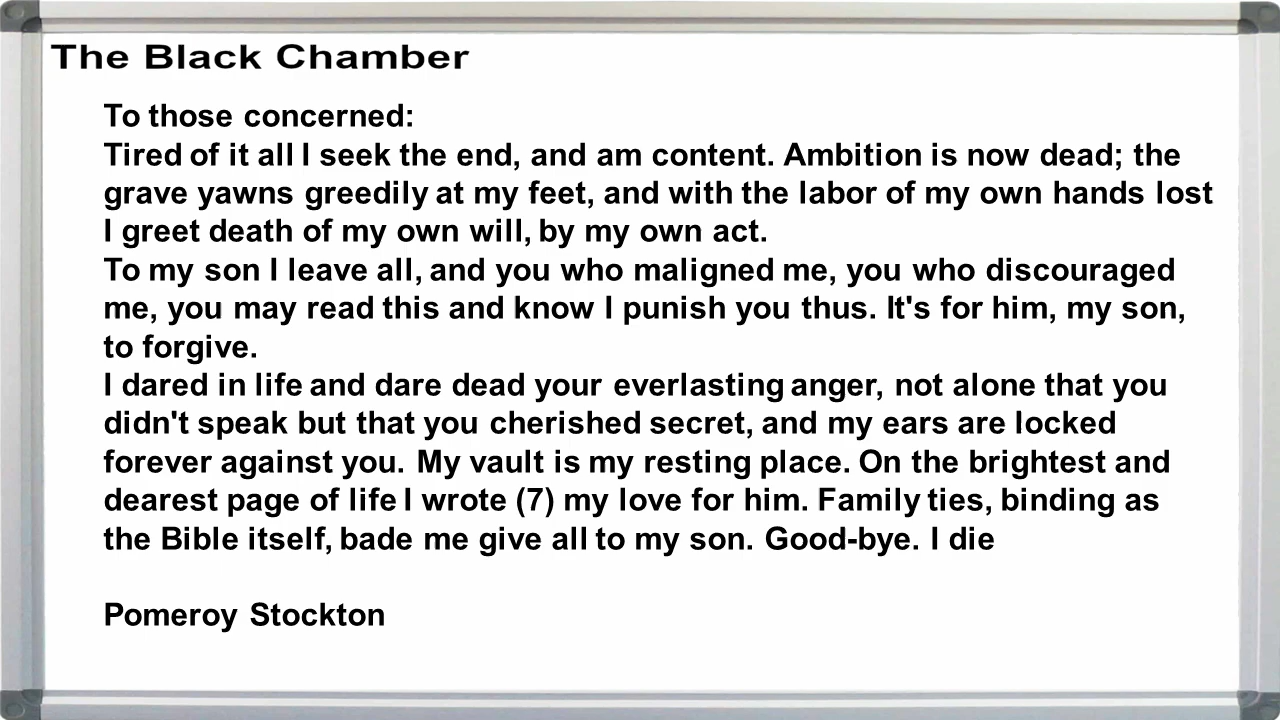 The Black Chamber
To those concerned:
Tired of it all I seek the end, and am content. Ambition is now dead; the
grave yawns greedily at my feet, and with the labor of my own hands lost
I greet death of my own will, by my own act.
To my son I leave all, and you who maligned me, you who discouraged
me, you may read this and know I punish you thus. It's for him, my son,
to forgive.
I dared in life and dare dead your everlasting anger, not alone that you
didn't speak but that you cherished secret, and my ears are locked
forever against you. My vault is my resting place. On the brightest and
dearest page of life I wrote (7) my love for him. Family ties, binding as
the Bible itself, bade me give all to my son. Good-bye. I die
Pomeroy Stockton